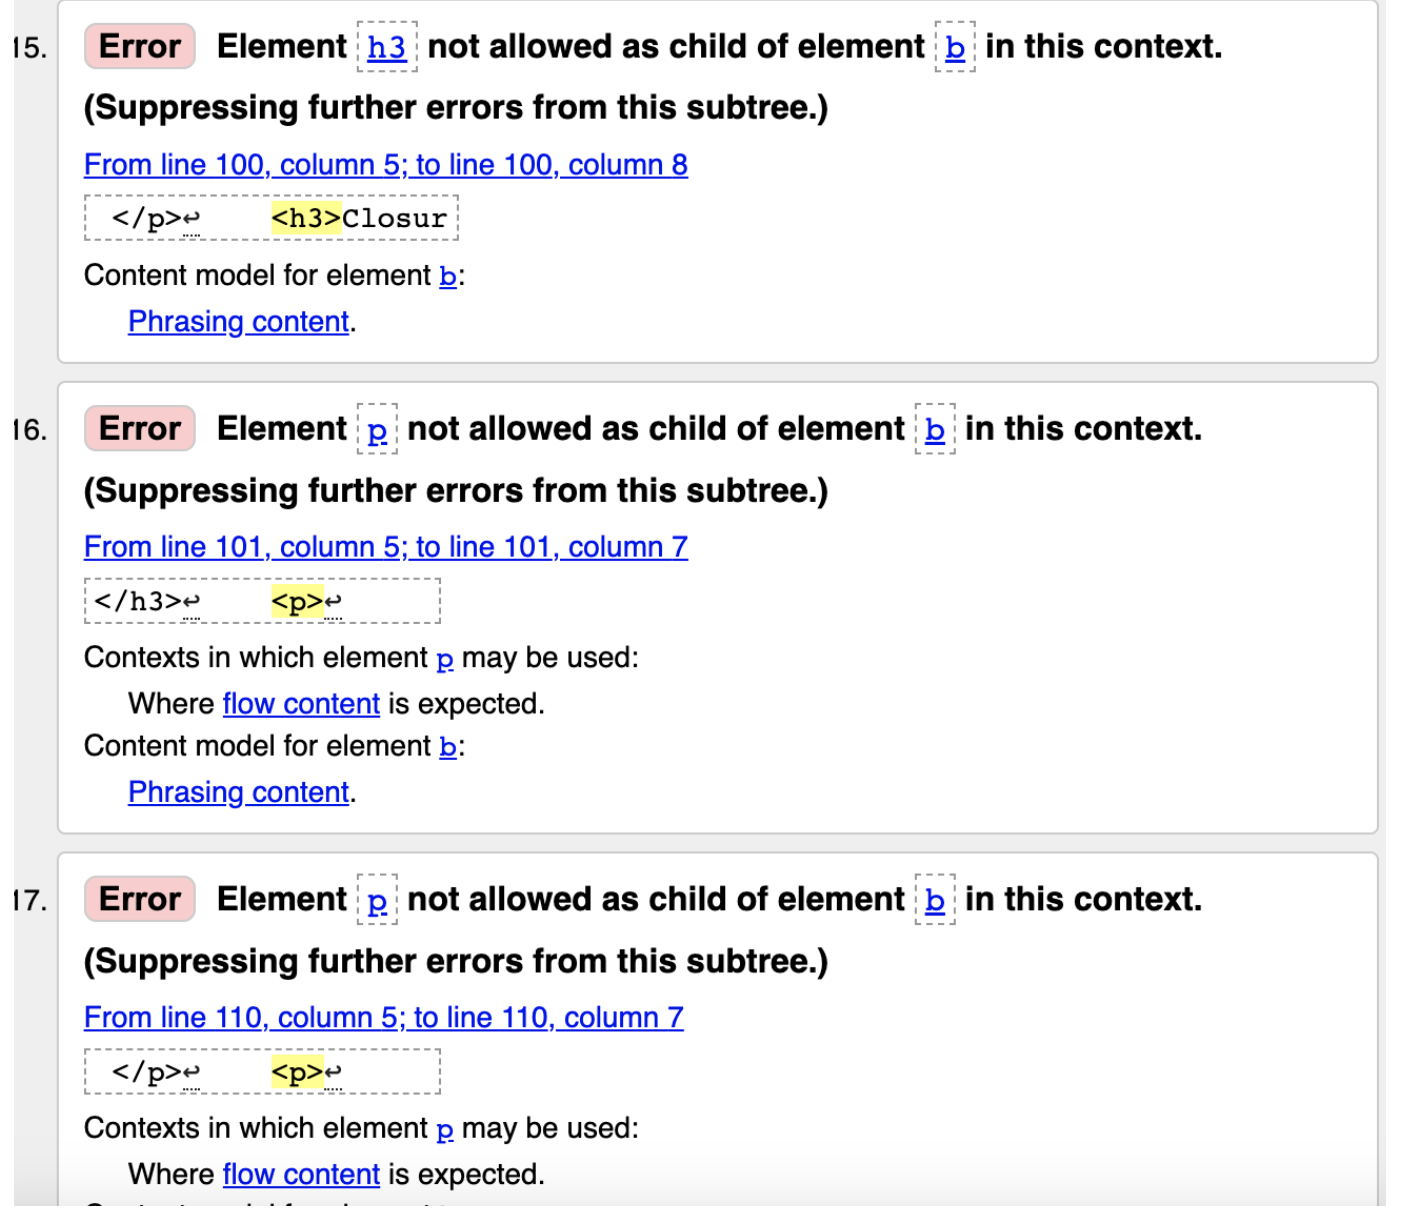 15. Error Element h3 not allowed as child of element b in this context.
(Suppressing further errors from this subtree.)
From line 100, column 5; to line 100, column 8
</p>↩ <h3>Closur
Content model for element b:
Phrasing content.
16. Error Element p not allowed as child of element b in this context.
(Suppressing further errors from this subtree.)
From line 101, column 5; to line 101, column 7
</h3>↩ <p>↩
Contexts in which element p may be used:
Where flow content is expected.
Content model for element b:
Phrasing content.
17. Error Element p not allowed as child of element b in this context.
(Suppressing further errors from this subtree.)
From line 110, column 5; to line 110, column 7
</p>↩ <p>↩
Contexts in which element p may be used:
Where flow content is expected.